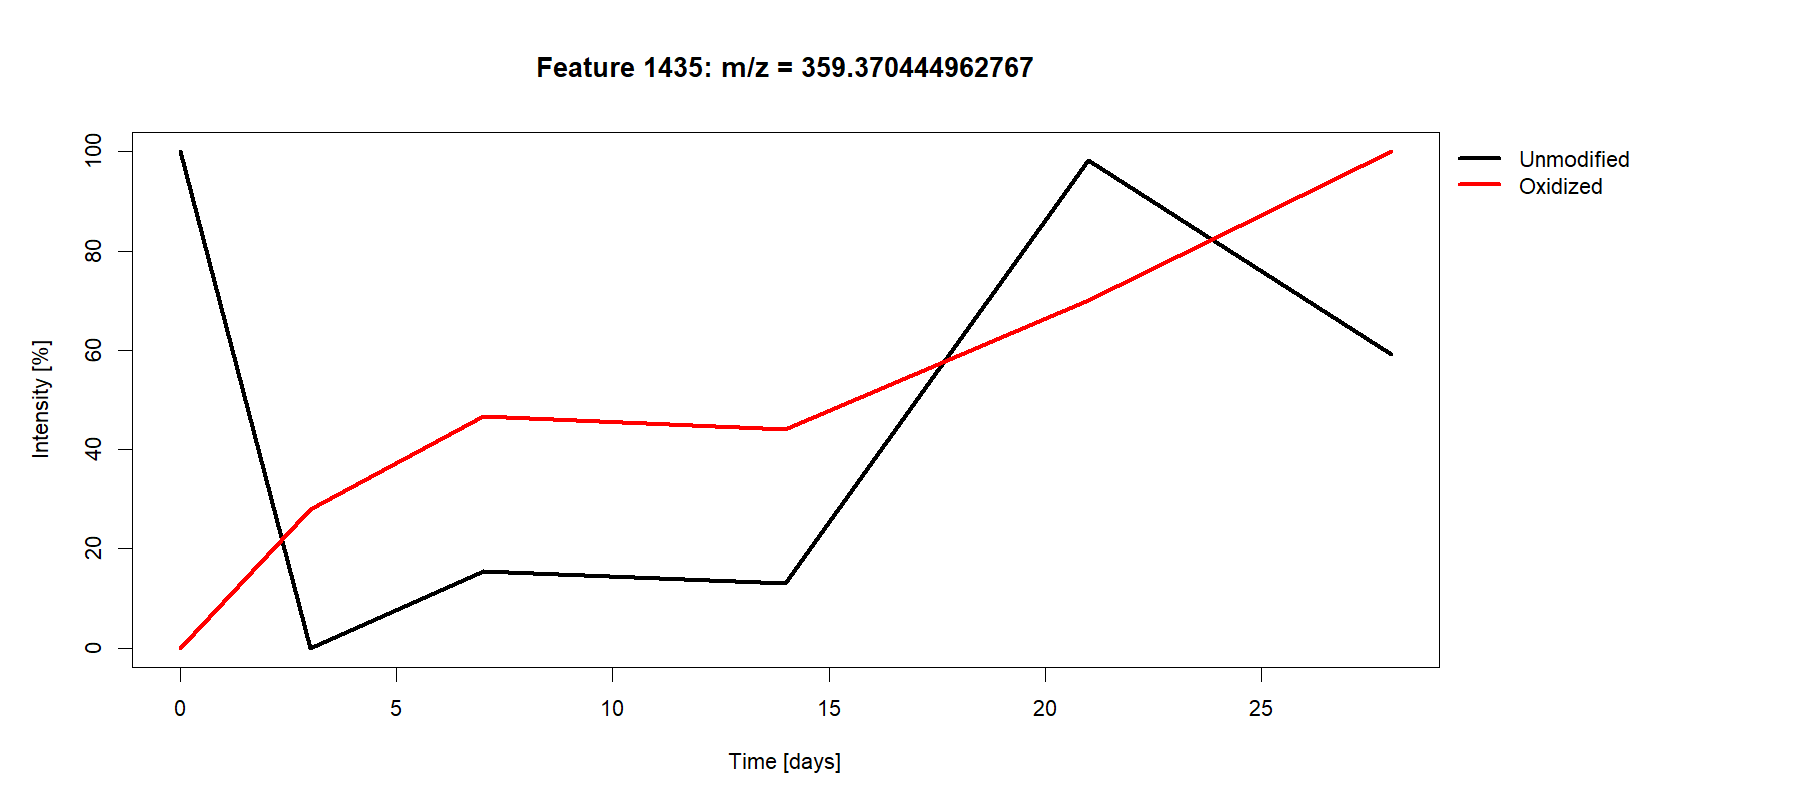 Feature 1435: m/z = 359.370444962767
Unmodified
Oxidized
Intensity [%]
100
80
60
40
20
0
0 5 10 15 20 25
Time [days]